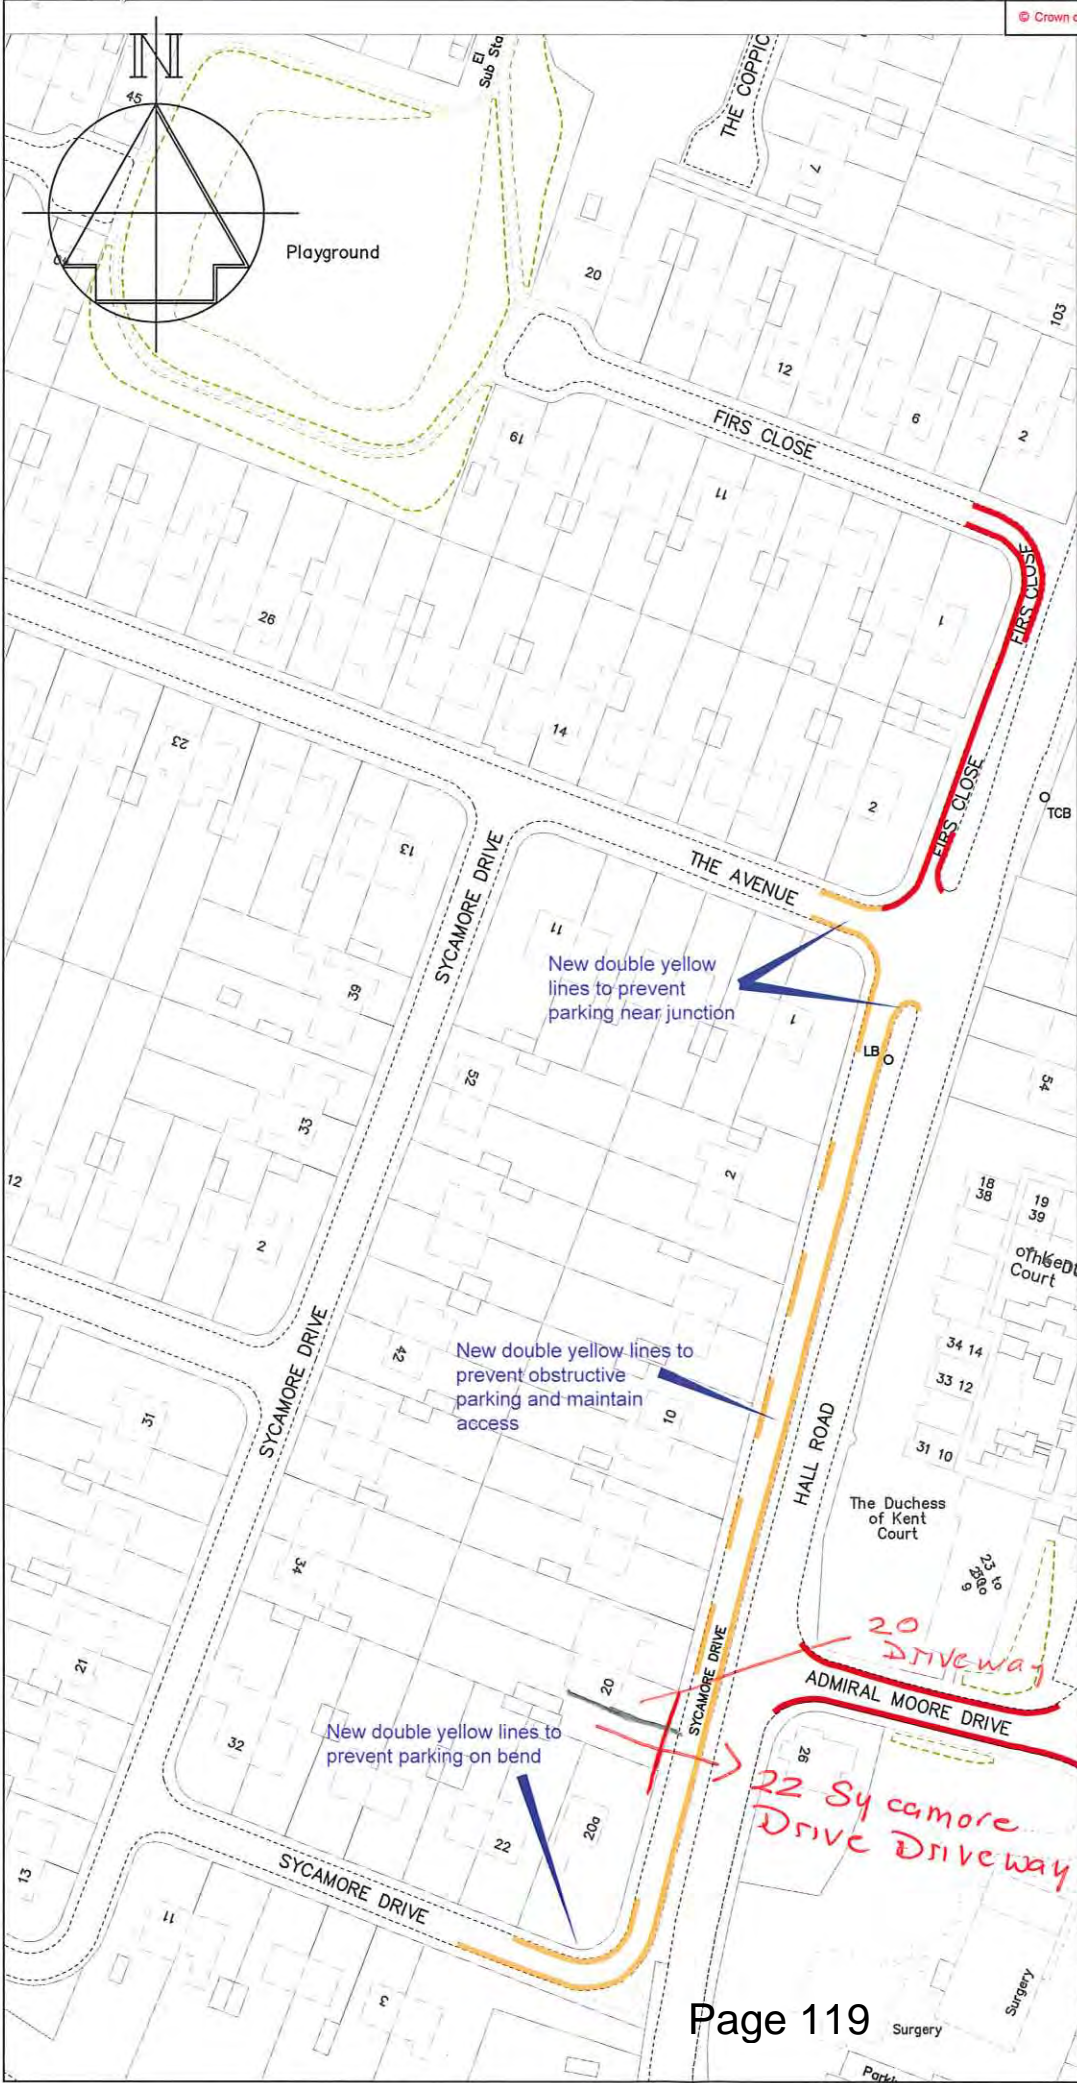 © Crown c
N
45
El
Sub Sta
THE COPPIC
7
Playground
20
103
12
6
2
FIRS CLOSE
19
11
FIRS CLOSE
26
1
14
23
2
FIRS CLOSE
TCB
13
SYCAMORE DRIVE
THE AVENUE
11
New double yellow
lines to prevent
parking near junction
39
1
LB
52
54
33
12
2
2
18
38
19
39
Court
SYCAMORE DRIVE
42
New double yellow lines to
prevent obstructive
parking and maintain
access
34 14
33 12
10
31
31 10
HALL ROAD
The Duchess
of Kent
Court
34
23 to
9
20
Driveway
21
20
SYCAMORE DRIVE
ADMIRAL MOORE DRIVE
New double yellow lines to
prevent parking on bend
32
26
22 Sycamore
Drive Driveway
20a
22
13
SYCAMORE DRIVE
11
3
Page 119
Surgery
Surgery
Parki